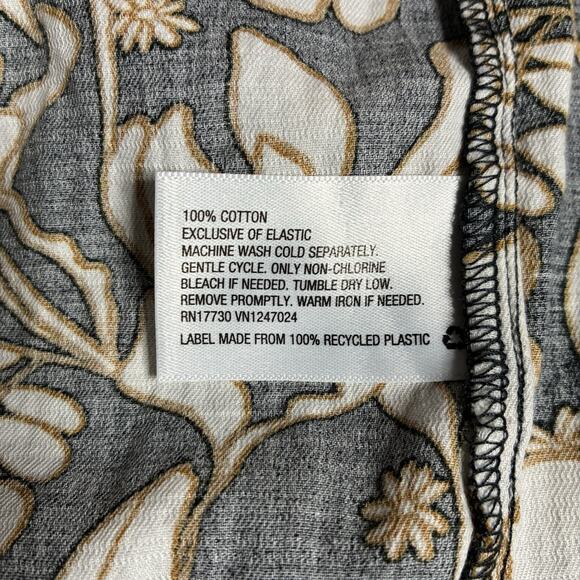 100% COTTON
EXCLUSIVE OF ELASTIC
MACHINE WASH COLD SEPARATELY.
GENTLE CYCLE. ONLY NON-CHLORINE
BLEACH IF NEEDED. TUMBLE DRY LOW.
REMOVE PROMPTLY. WARM IRON IF NEEDED.
RN17730 VN1247024
LABEL MADE FROM 100% RECYCLED PLASTIC